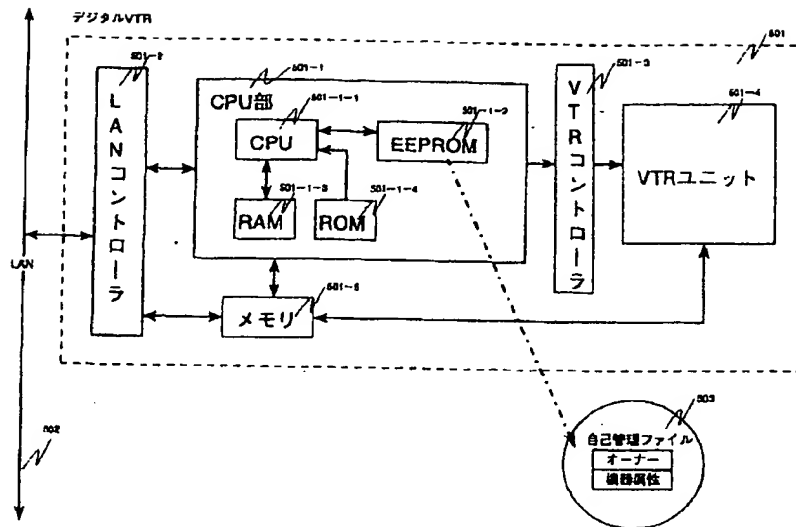 デジタルVTR
501
501-2
501-1
501-3
501-4
LANコントローラ
CPU部
501-1-1
CPU
501-1-2
EEPROM
501-1-3
RAM
501-1-4
ROM
VTRコントローラ
VTRユニット
LAN
501-5
メモリ
502
503
自己管理ファイル
オーナー
機器属性